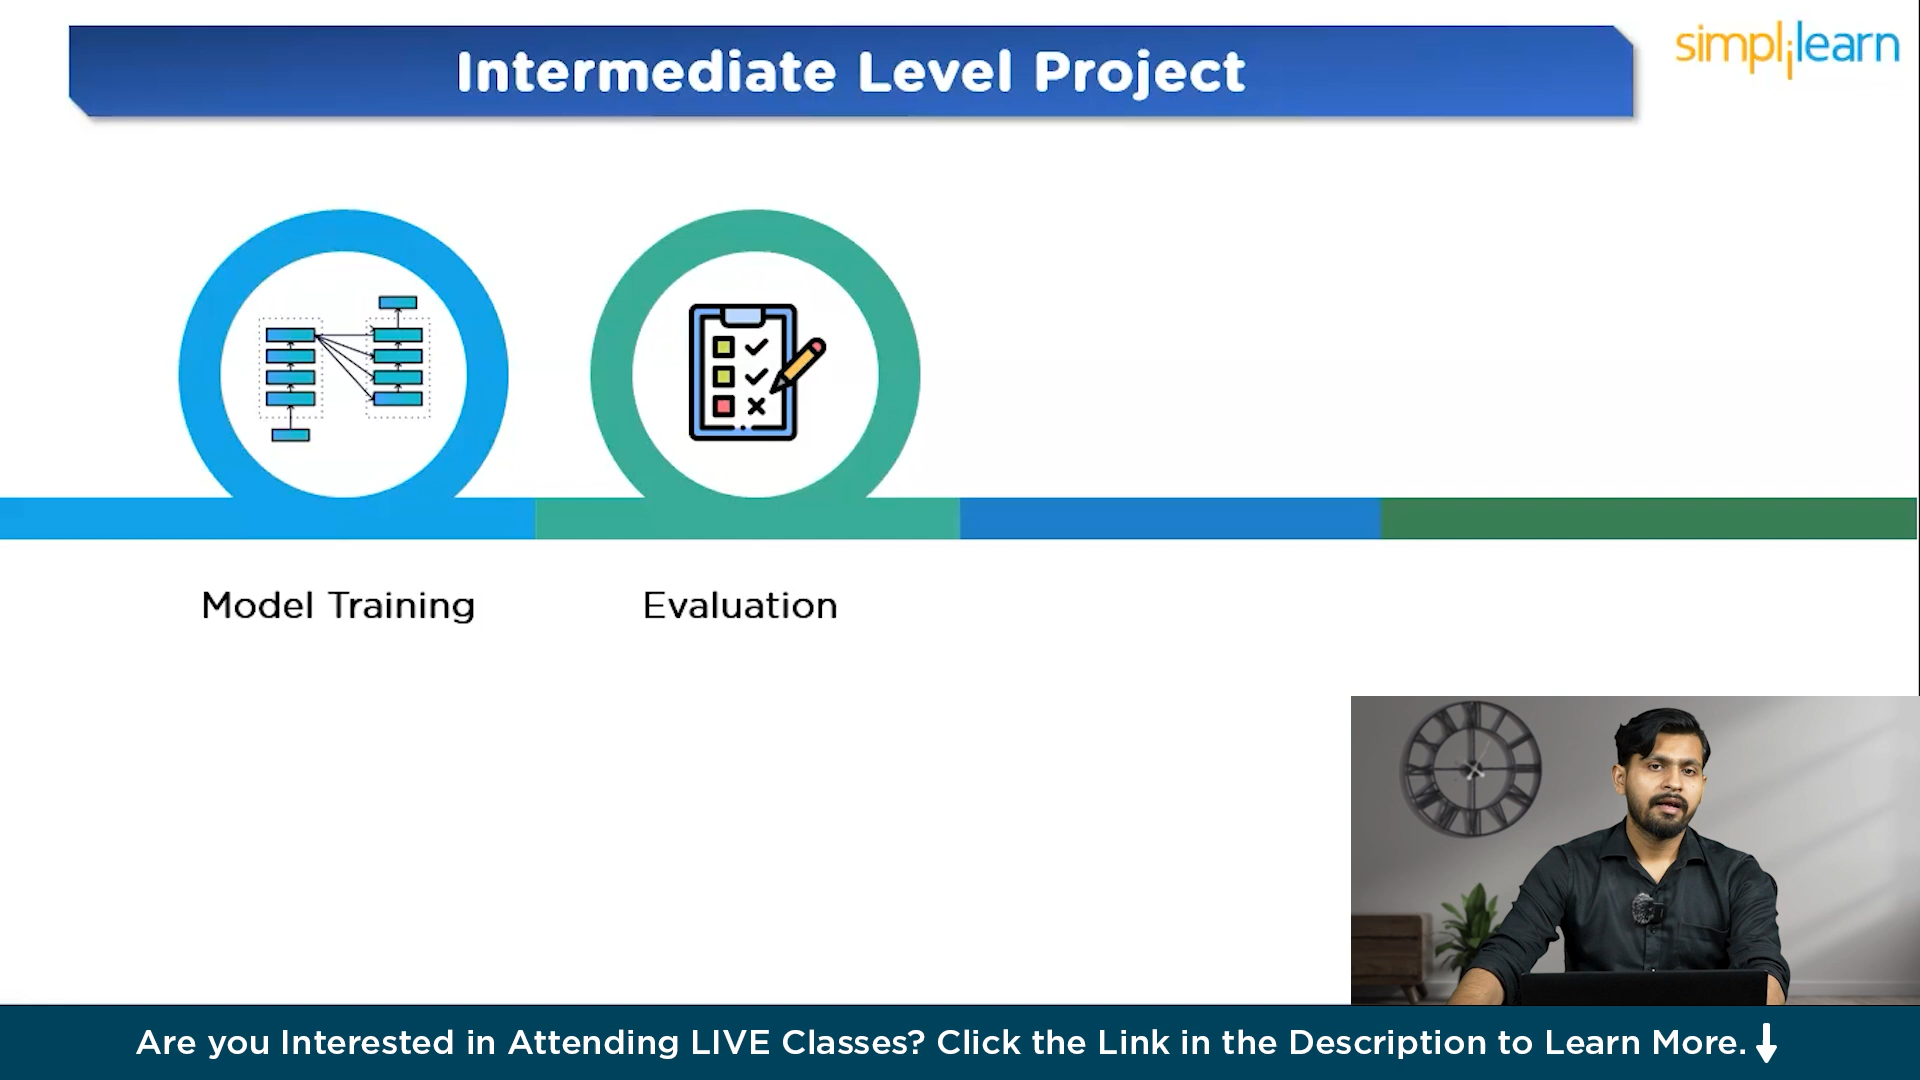 Intermediate Level Project
simplilearn
Model Training
Evaluation
Are you Interested in Attending LIVE Classes? Click the Link in the Description to Learn More.